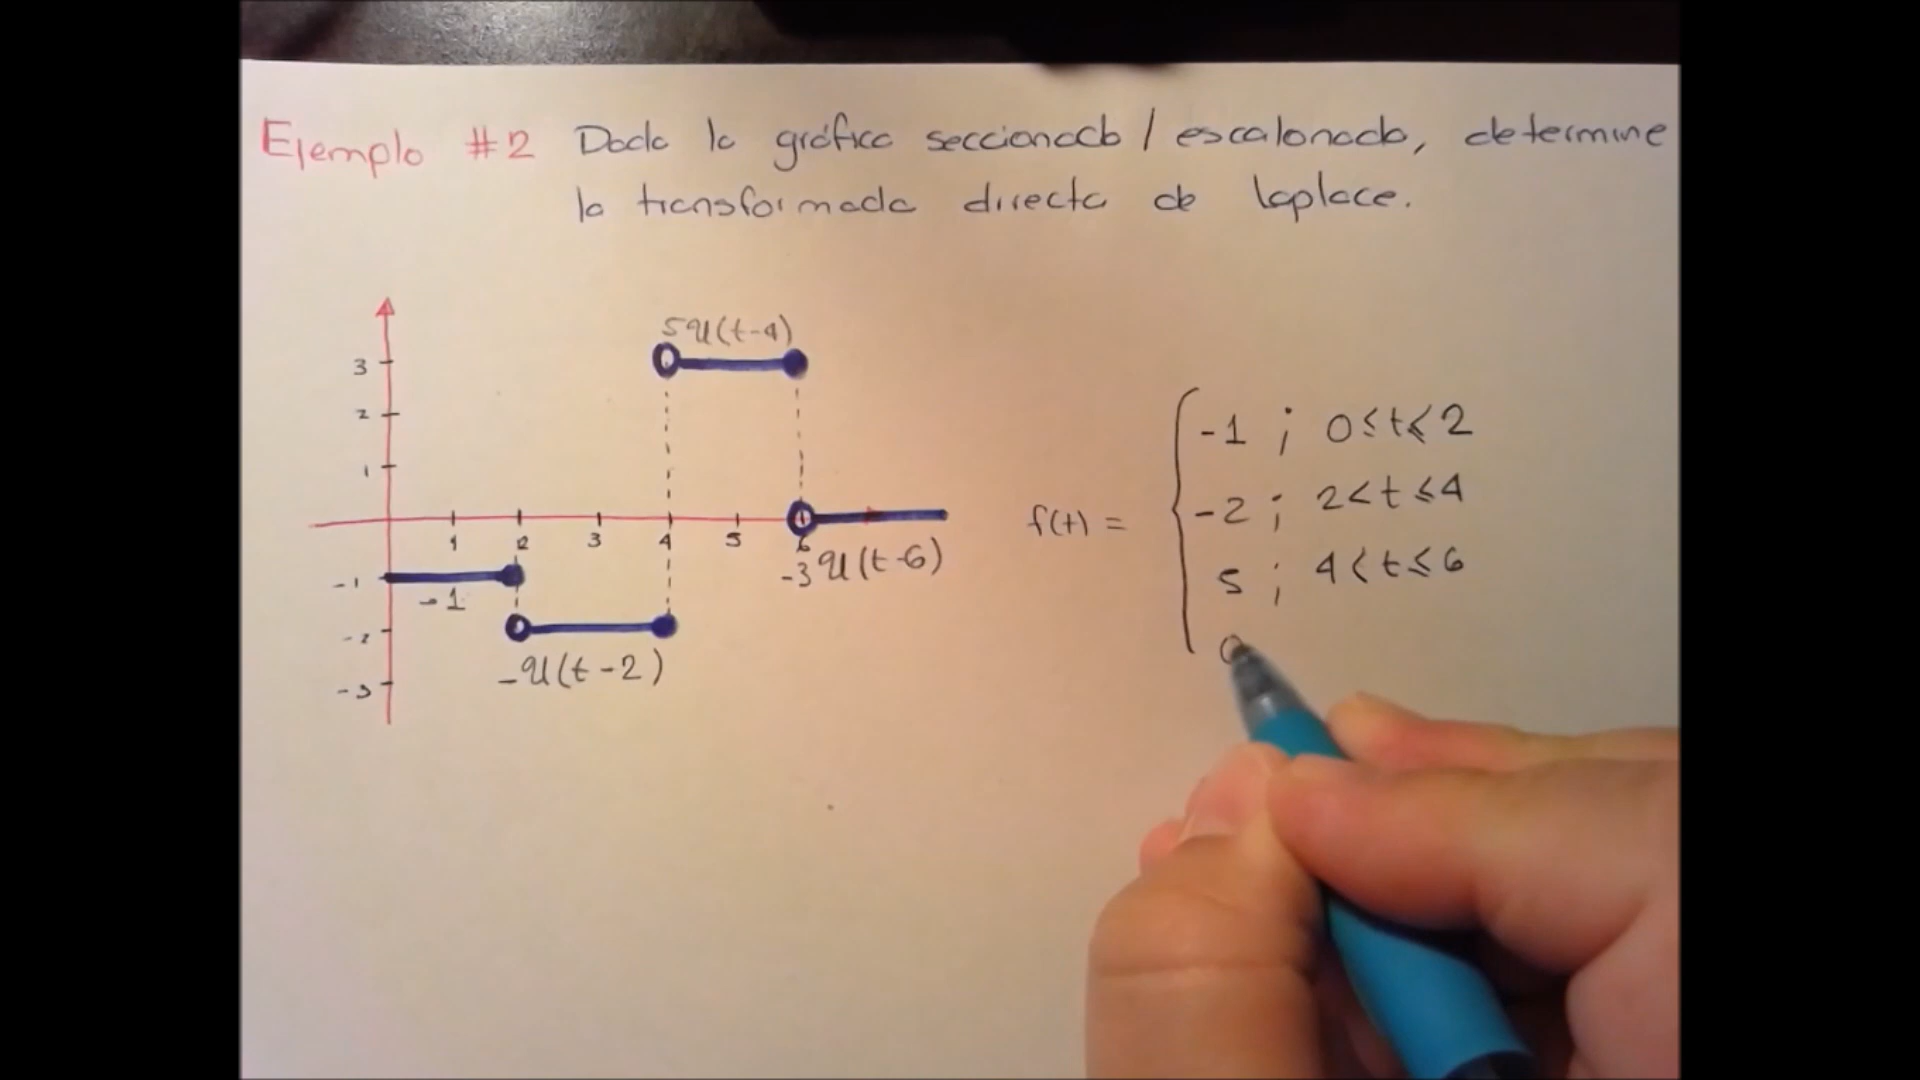 Ejemplo #2 Dada la gráfica seccionada / escalonada, determine
la transformada directa de laplace.
5𝒰(t-4)
3
2
1
1 2 3 4 5 6
-1
-1
-2
-3
-𝒰(t-2)
-3𝒰(t-6)
f(t) =
-1 ; 0≤t≤2
-2 ; 2<t≤4
5 ; 4<t≤6
0